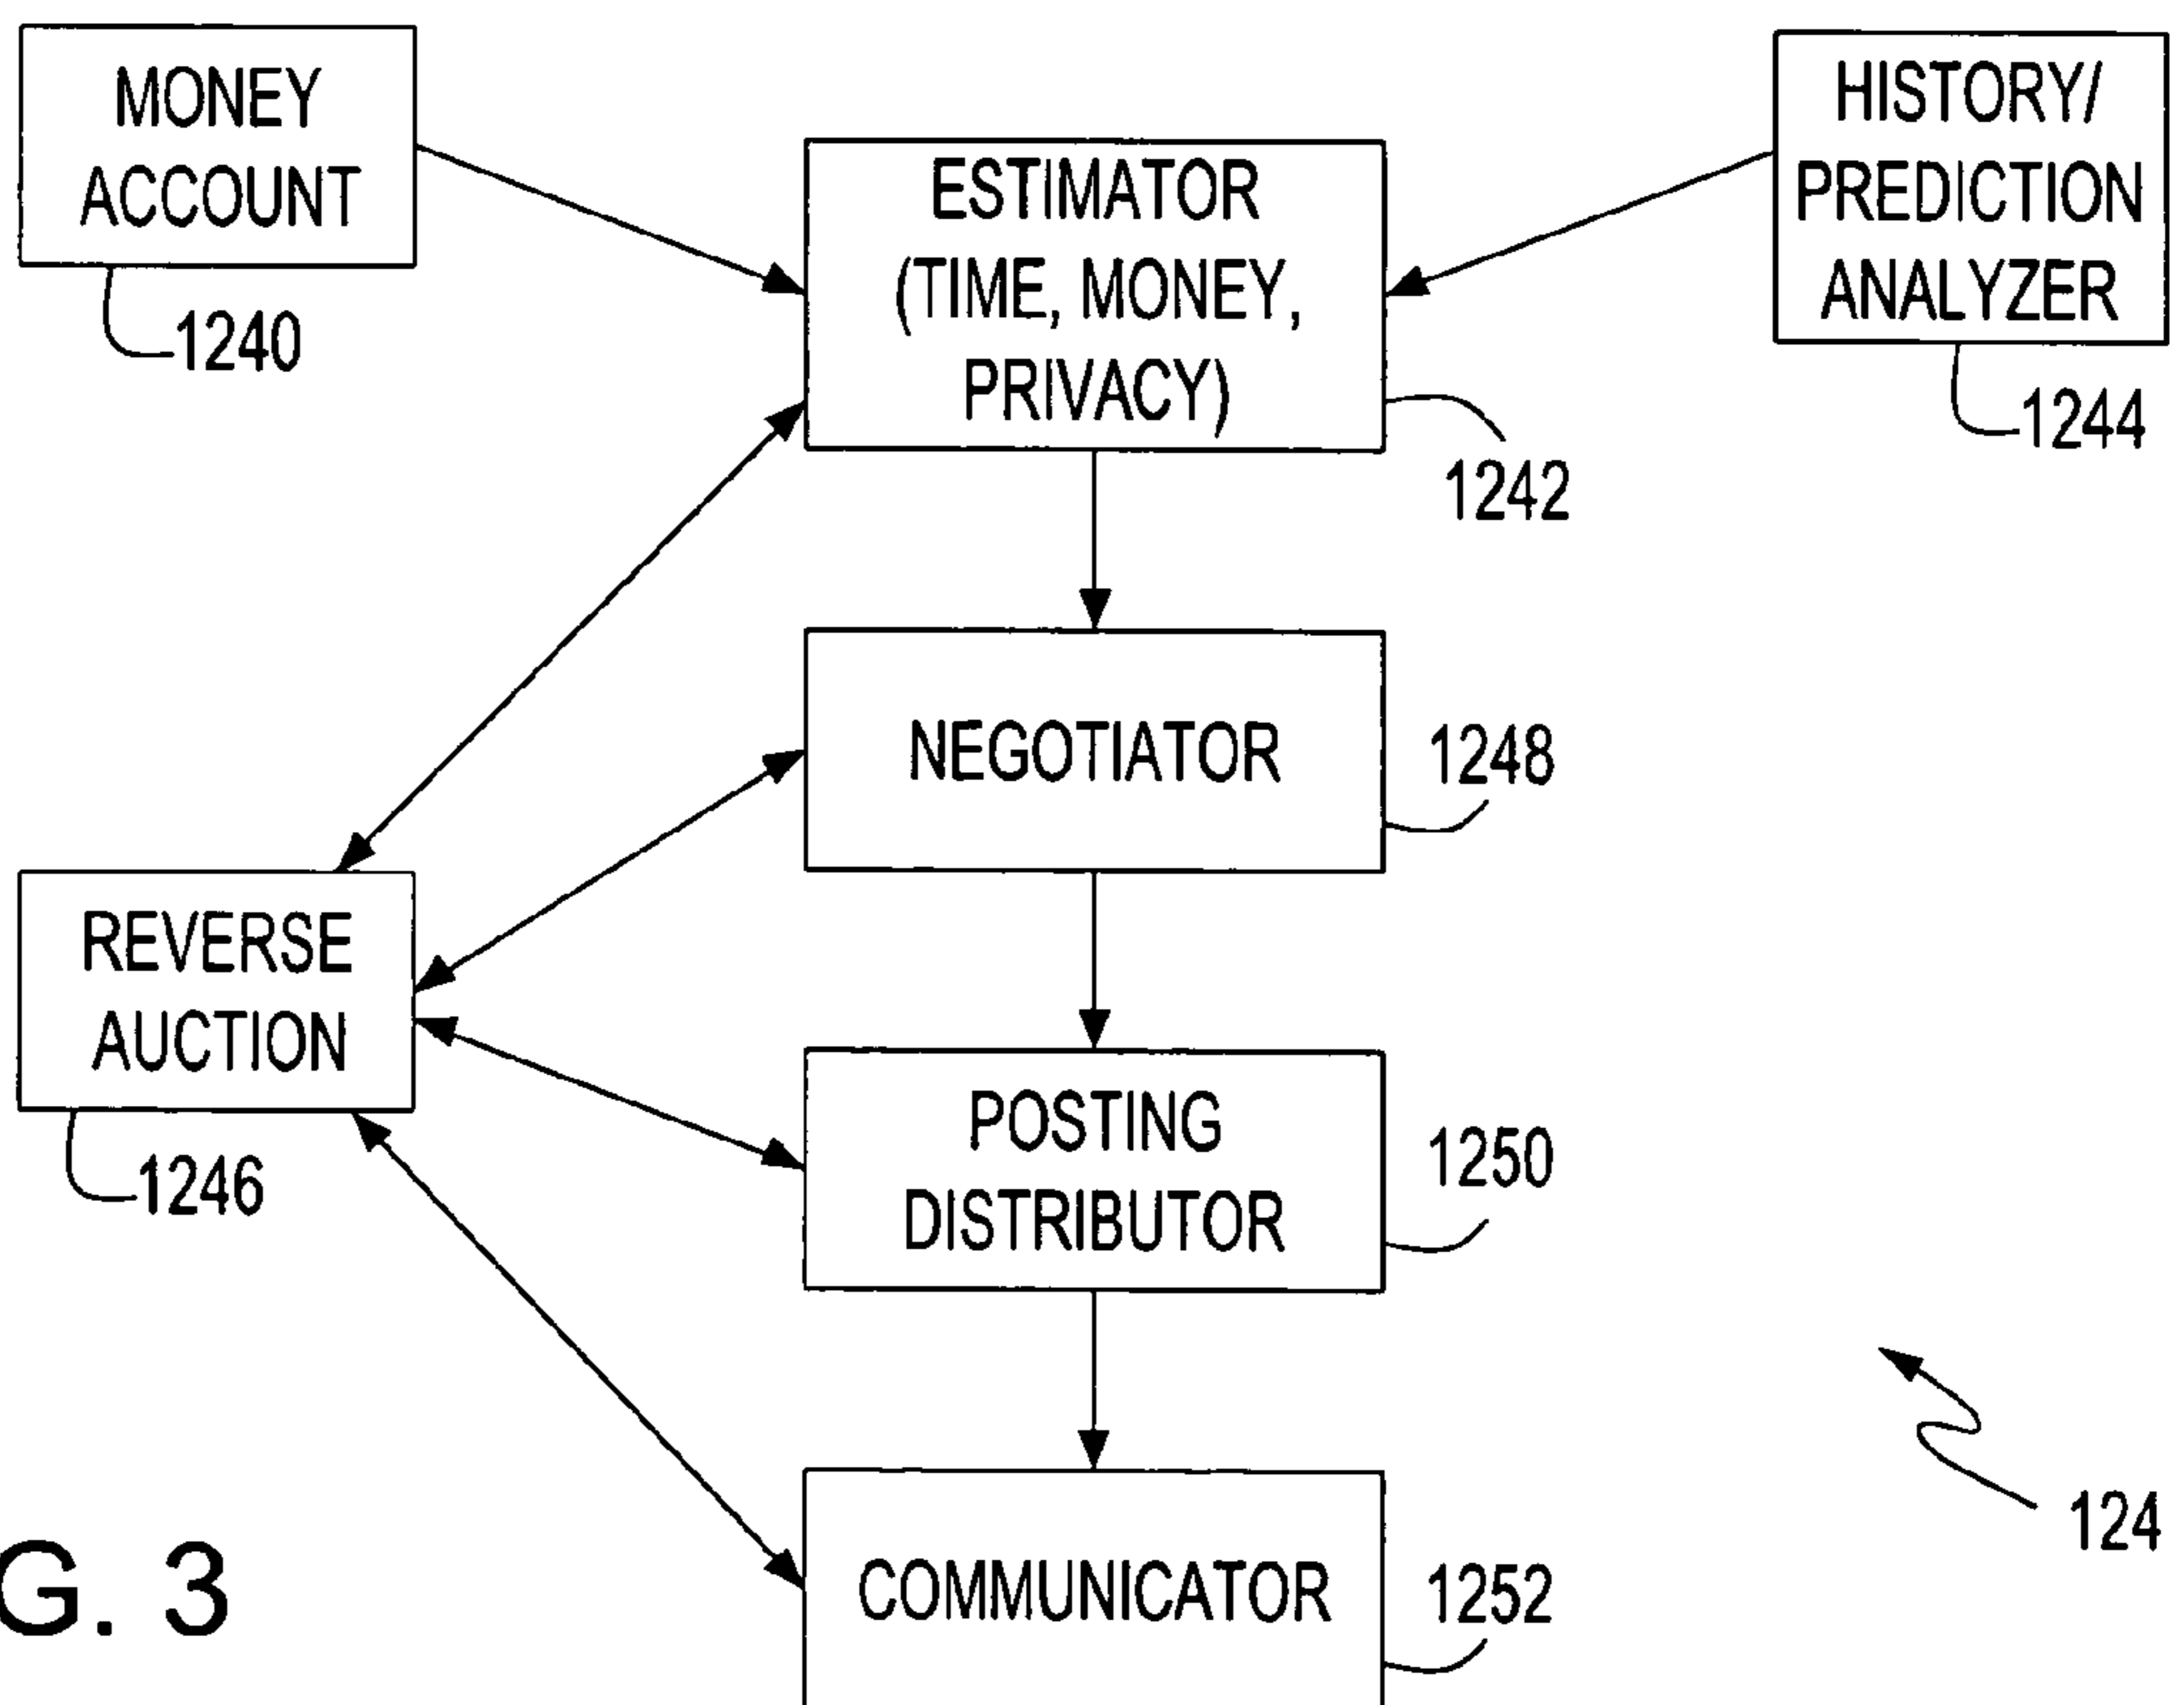 MONEY
ACCOUNT
1240
ESTIMATOR
(TIME, MONEY,
PRIVACY)
1242
HISTORY/
PREDICTION
ANALYZER
1244
NEGOTIATOR
1248
REVERSE
AUCTION
1246
POSTING
DISTRIBUTOR
1250
COMMUNICATOR
1252
124
G. 3